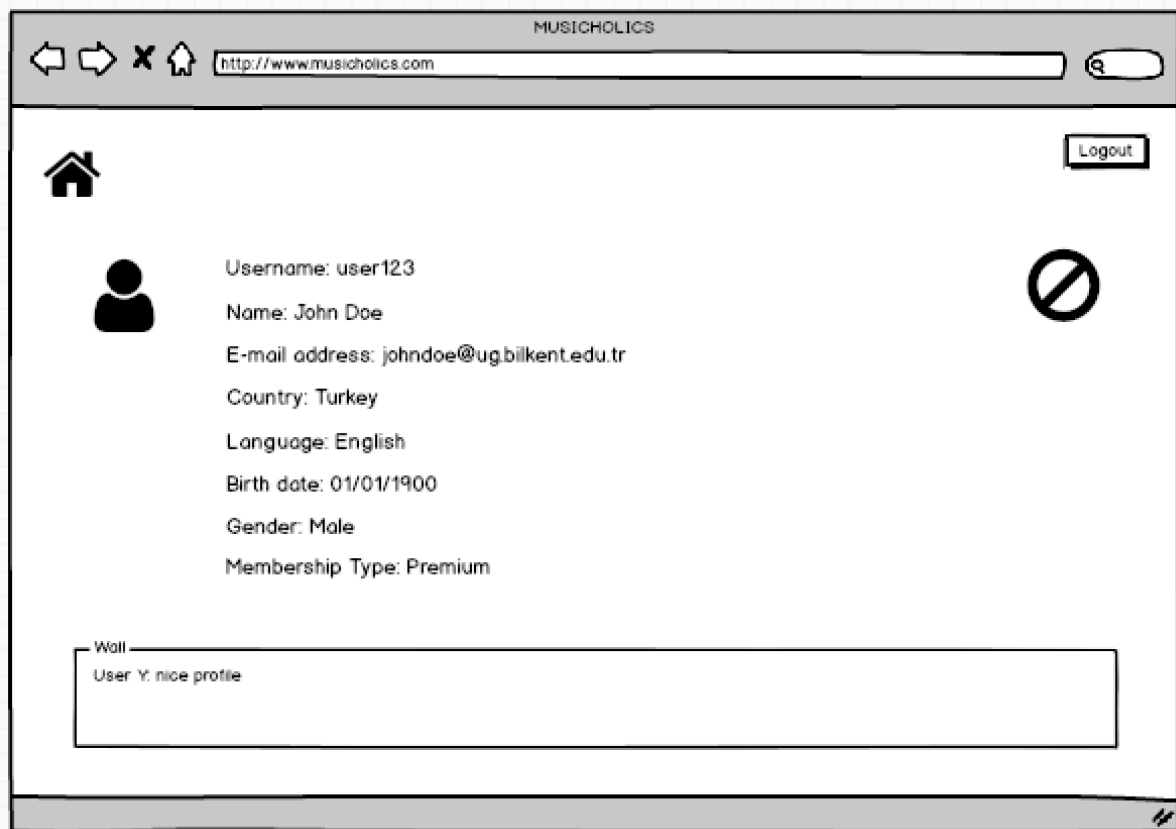 MUSICHOLICS
http://www.musicholics.com
Logout
Username: user123
Name: John Doe
E-mail address: johndoe@ug.bilkent.edu.tr
Country: Turkey
Language: English
Birth date: 01/01/1900
Gender: Male
Membership Type: Premium
Wall
User Y: nice profile